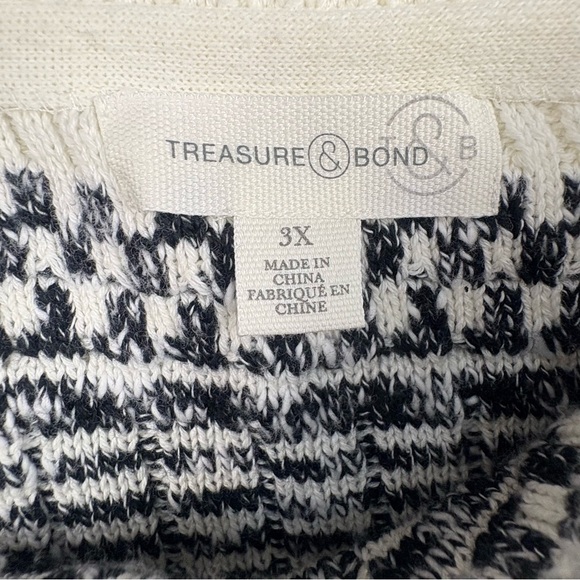 TREASURE & BOND
T & B
3X
MADE IN
CHINA
FABRIQUÉ EN
CHINE